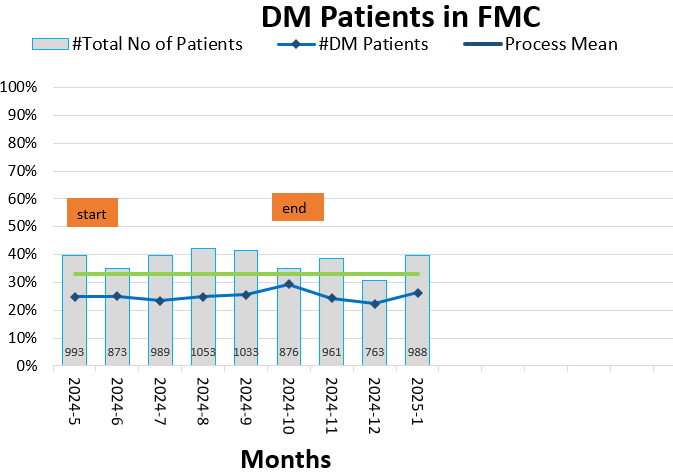 DM Patients in FMC
#Total No of Patients #DM Patients Process Mean
100%
90%
80%
70%
60%
50%
40%
30%
20%
10%
0%
start
end
993 873 989 1053 1033 876 961 763 988
2024-5 2024-6 2024-7 2024-8 2024-9 2024-10 2024-11 2024-12 2025-1
Months